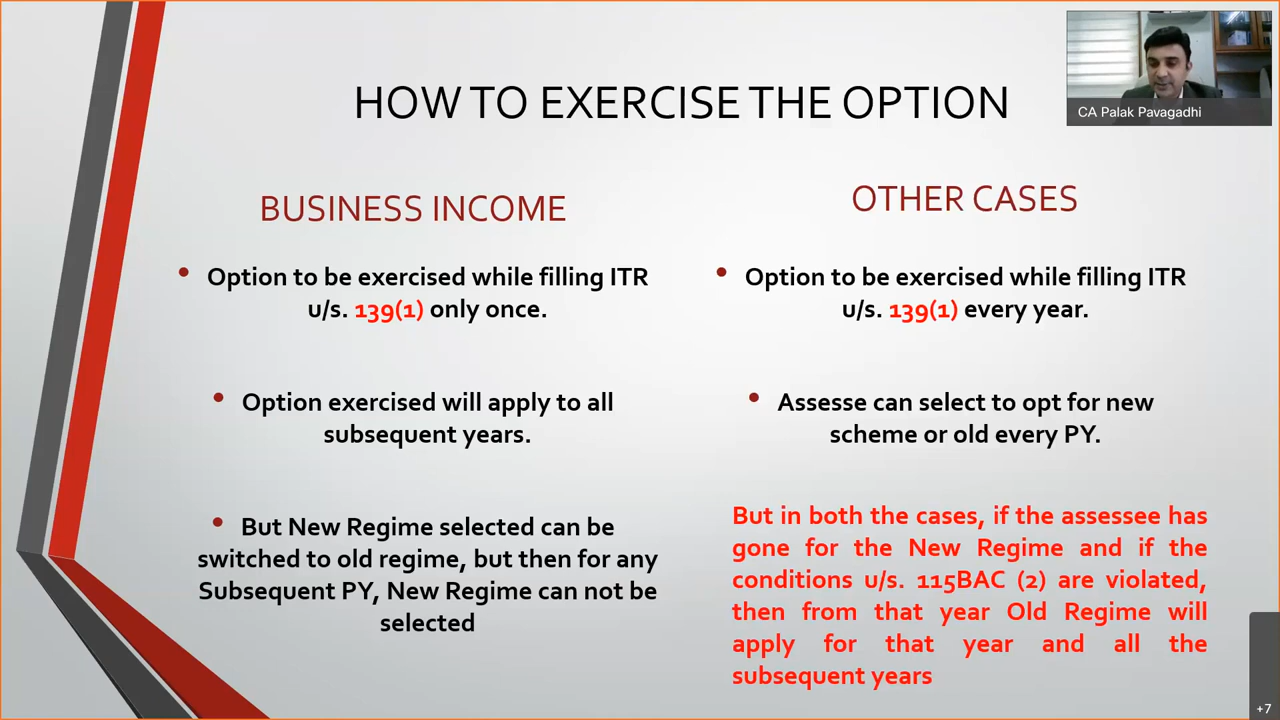 HOW TO EXERCISE THE OPTION
CA Palak Pavagadhi
BUSINESS INCOME
• Option to be exercised while filling ITR
u/s. 139(1) only once.
• Option exercised will apply to all
subsequent years.
• But New Regime selected can be
switched to old regime, but then for any
Subsequent PY, New Regime can not be
selected
OTHER CASES
• Option to be exercised while filling ITR
u/s. 139(1) every year.
• Assesse can select to opt for new
scheme or old every PY.
But in both the cases, if the assessee has
gone for the New Regime and if the
conditions u/s. 115BAC (2) are violated,
then from that year Old Regime will
apply for that year and all the
subsequent years
+7